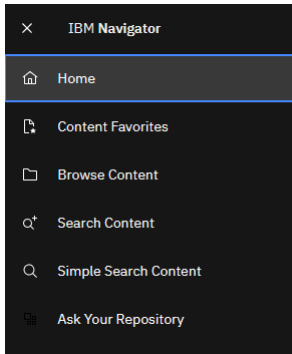 IBM Navigator
Home
Content Favorites
Browse Content
Search Content
Simple Search Content
Ask Your Repository